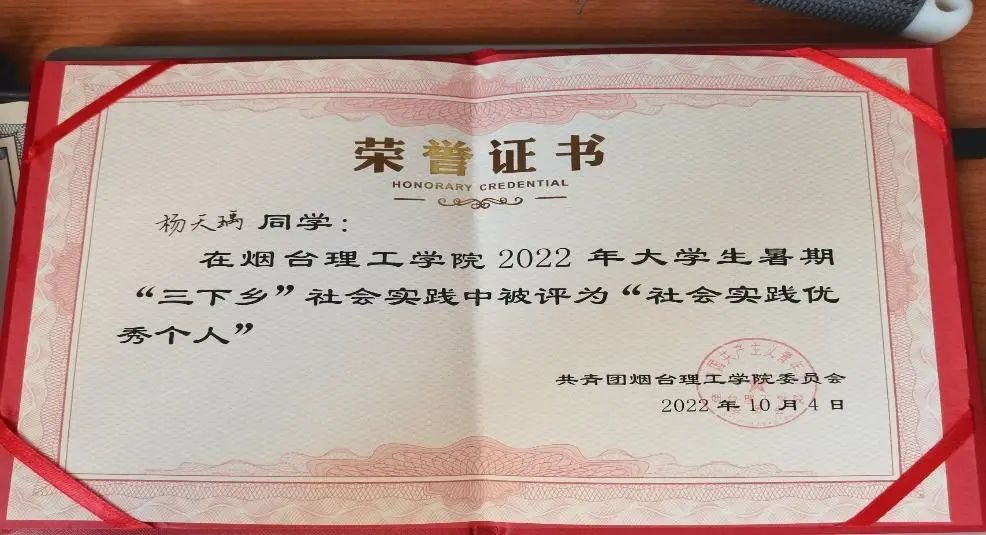 荣誉证书
HONORARY CREDENTIAL
杨天瑀 同学：
在烟台理工学院 2022 年大学生暑期
“三下乡”社会实践中被评为“社会实践优
秀个人”
共青团烟台理工学院委员会
2022 年 10 月 4 日